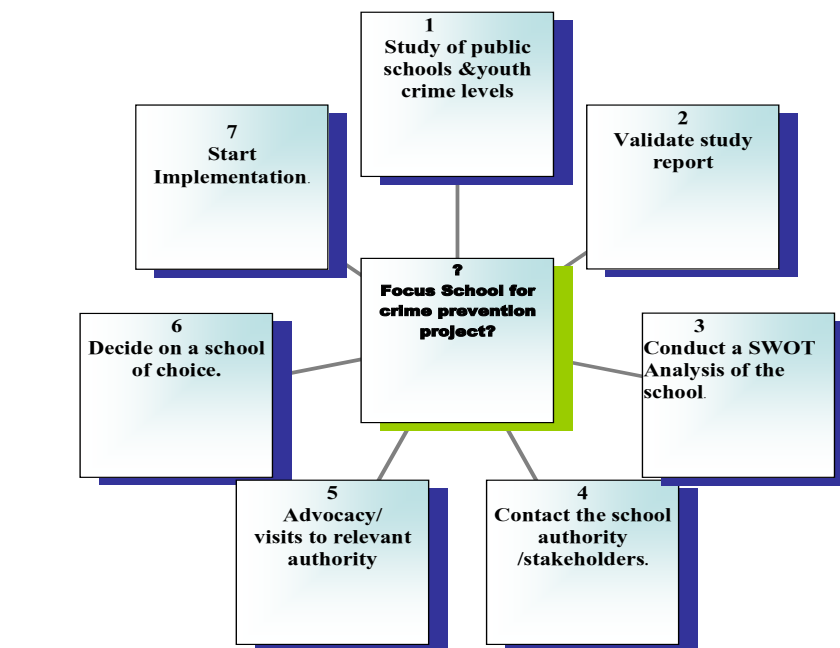 1
Study of public
schools &youth
crime levels
2
Validate study
report
3
Conduct a SWOT
Analysis of the
school.
4
Contact the school
authority
/stakeholders.
5
Advocacy/
visits to relevant
authority
6
Decide on a school
of choice.
7
Start
Implementation.
?
Focus School for
crime prevention
project?